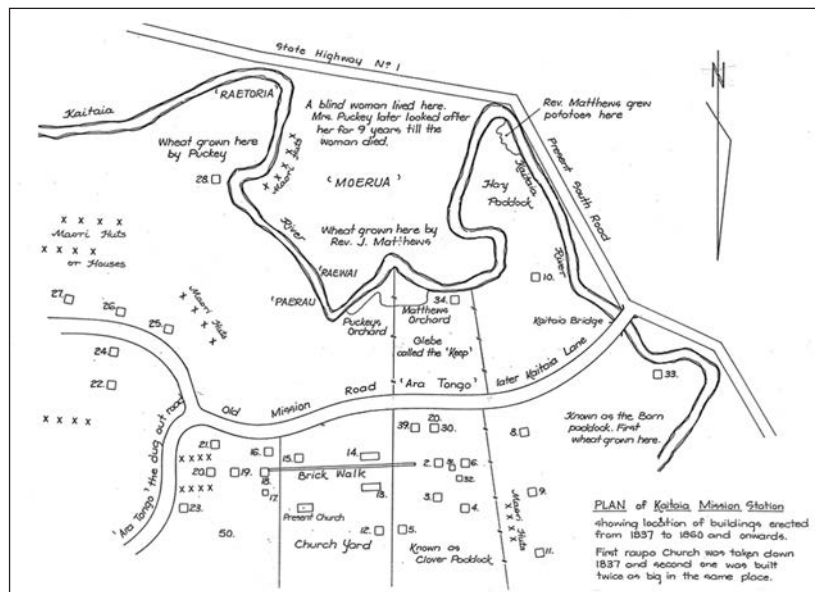 State Highway No 1
Kaitaia
'RAETORIA'
A blind woman lived here.
Mrs. Puckey later looked after
her for 9 years till the
woman died.
Rev. Matthews grew
potatoes here
N
Wheat grown here
by Puckey
28.
x x x x
Maori Huts
'MOERUA'
Hay
Paddock
Kaitaia
River
Present South Road
x x x x
Maori Huts
x x x x
or Houses
River
Wheat grown here by
Rev. J. Matthews
'RAEWAI
'PAERAU
Maori Huts
10.
34.
27.
26.
25.
24.
22.
Puckeys
Orchard
Matthews
Orchard
Glebe
called the 'Keep'
Kaitaia Bridge
33.
Old Mission Road 'Ara Tongo' later Kaitaia Lane
'Ara Tongo' the dug out road
Known as the Barn
paddock. First
wheat grown here.
x x x x
20.
39.
30.
8.
21.
16.
15.
14.
x x x x
20.
19.
18.
Brick Walk
2.
6.
32
x x x x
17.
13.
3.
4.
9.
Maori Huts
23.
Present Church
50.
12.
5.
11.
Church Yard
Known as
Clover Paddock
PLAN of Kaitaia Mission Station
showing location of buildings erected
from 1837 to 1860 and onwards.
First raupo Church was taken down
1837 and second one was built
twice as big in the same place.